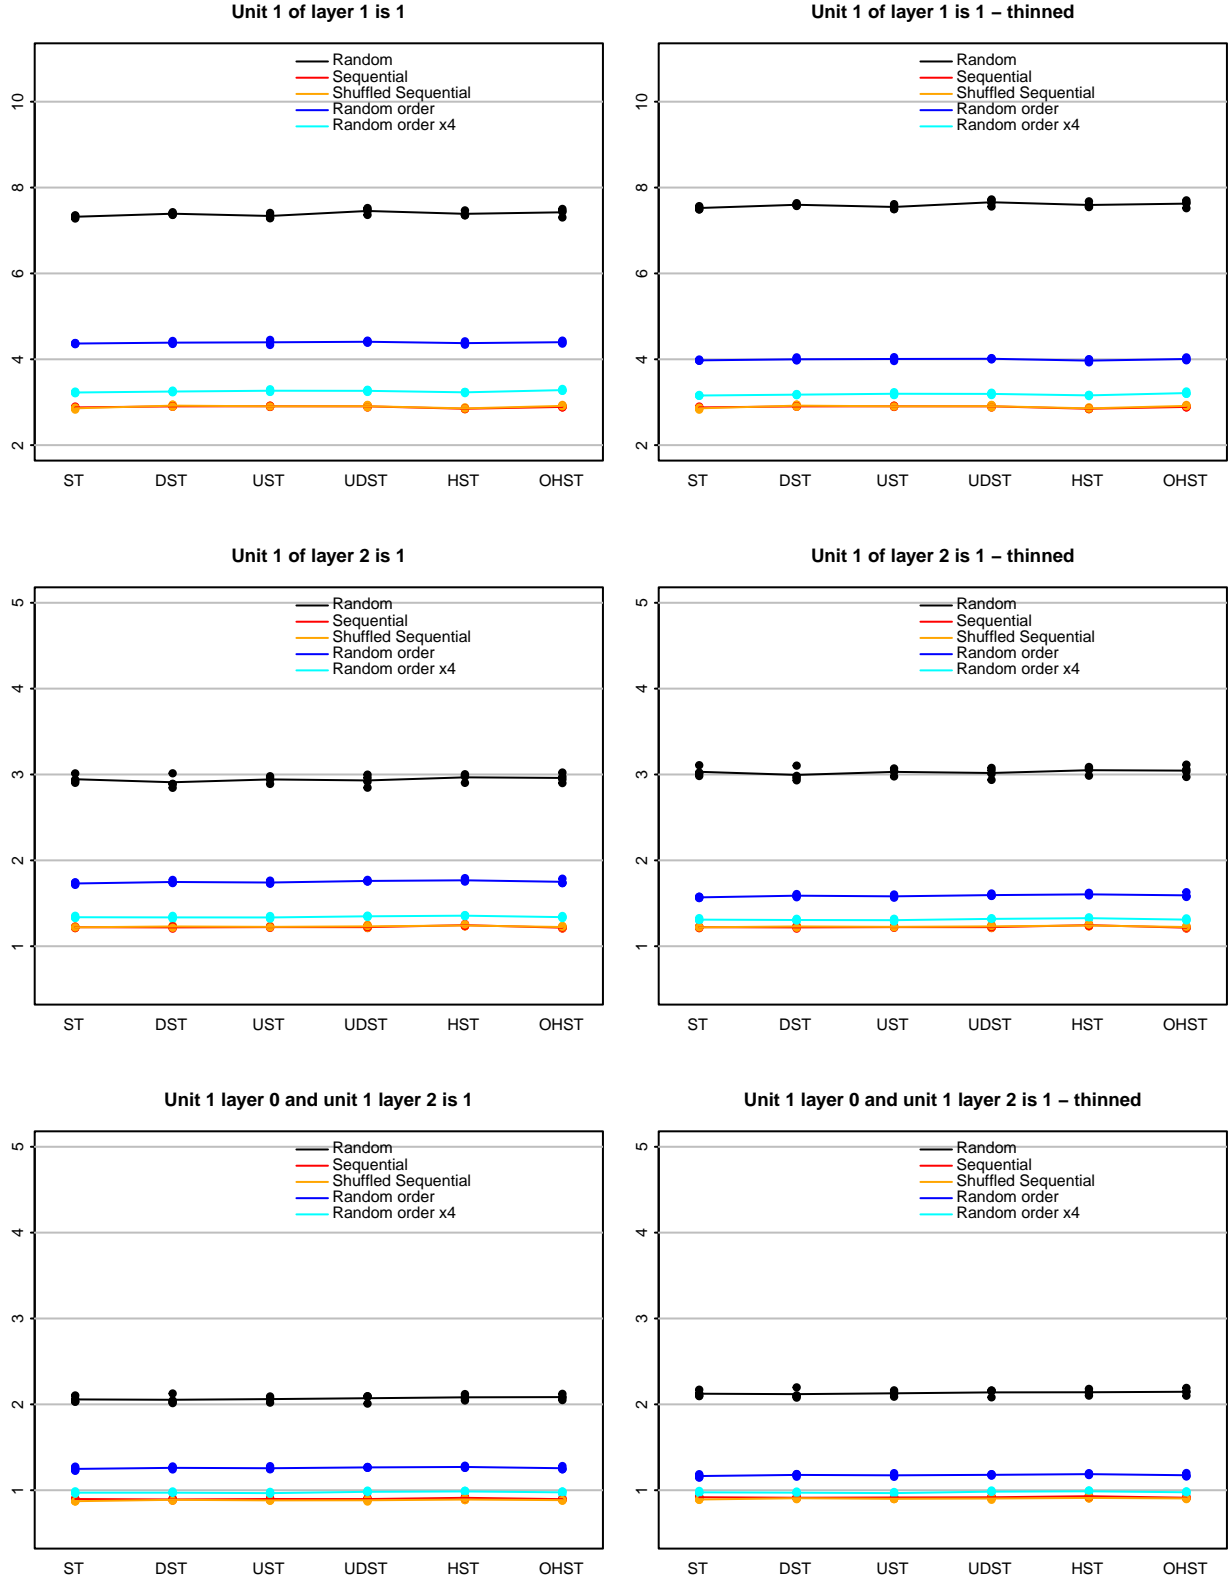 Unit 1 of layer 1 is 1
Random
Sequential
Shuffled Sequential
Random order
Random order x4
10
8
6
4
2
ST DST UST UDST HST OHST
Unit 1 of layer 1 is 1 – thinned
Random
Sequential
Shuffled Sequential
Random order
Random order x4
10
8
6
4
2
ST DST UST UDST HST OHST
Unit 1 of layer 2 is 1
Random
Sequential
Shuffled Sequential
Random order
Random order x4
5
4
3
2
1
ST DST UST UDST HST OHST
Unit 1 of layer 2 is 1 – thinned
Random
Sequential
Shuffled Sequential
Random order
Random order x4
5
4
3
2
1
ST DST UST UDST HST OHST
Unit 1 layer 0 and unit 1 layer 2 is 1
Random
Sequential
Shuffled Sequential
Random order
Random order x4
5
4
3
2
1
ST DST UST UDST HST OHST
Unit 1 layer 0 and unit 1 layer 2 is 1 – thinned
Random
Sequential
Shuffled Sequential
Random order
Random order x4
5
4
3
2
1
ST DST UST UDST HST OHST